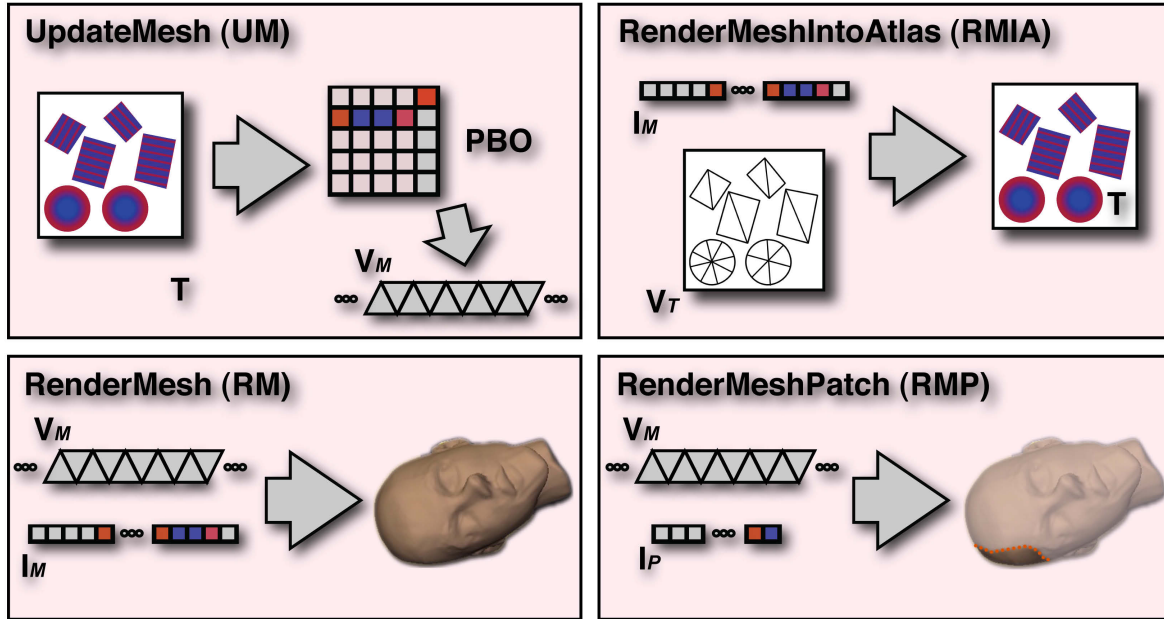 UpdateMesh (UM)
PBO
T
VM
RenderMeshIntoAtlas (RMIA)
IM
VT
T
RenderMesh (RM)
VM
IM
RenderMeshPatch (RMP)
VM
IP